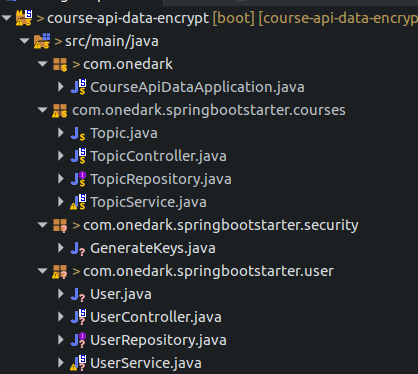 > course-api-data-encrypt [boot] [course-api-data-encryp
> src/main/java
> com.onedark
CourseApiDataApplication.java
com.onedark.springbootstarter.courses
Topic.java
TopicController.java
TopicRepository.java
TopicService.java
> com.onedark.springbootstarter.security
GenerateKeys.java
> com.onedark.springbootstarter.user
User.java
UserController.java
UserRepository.java
UserService.java